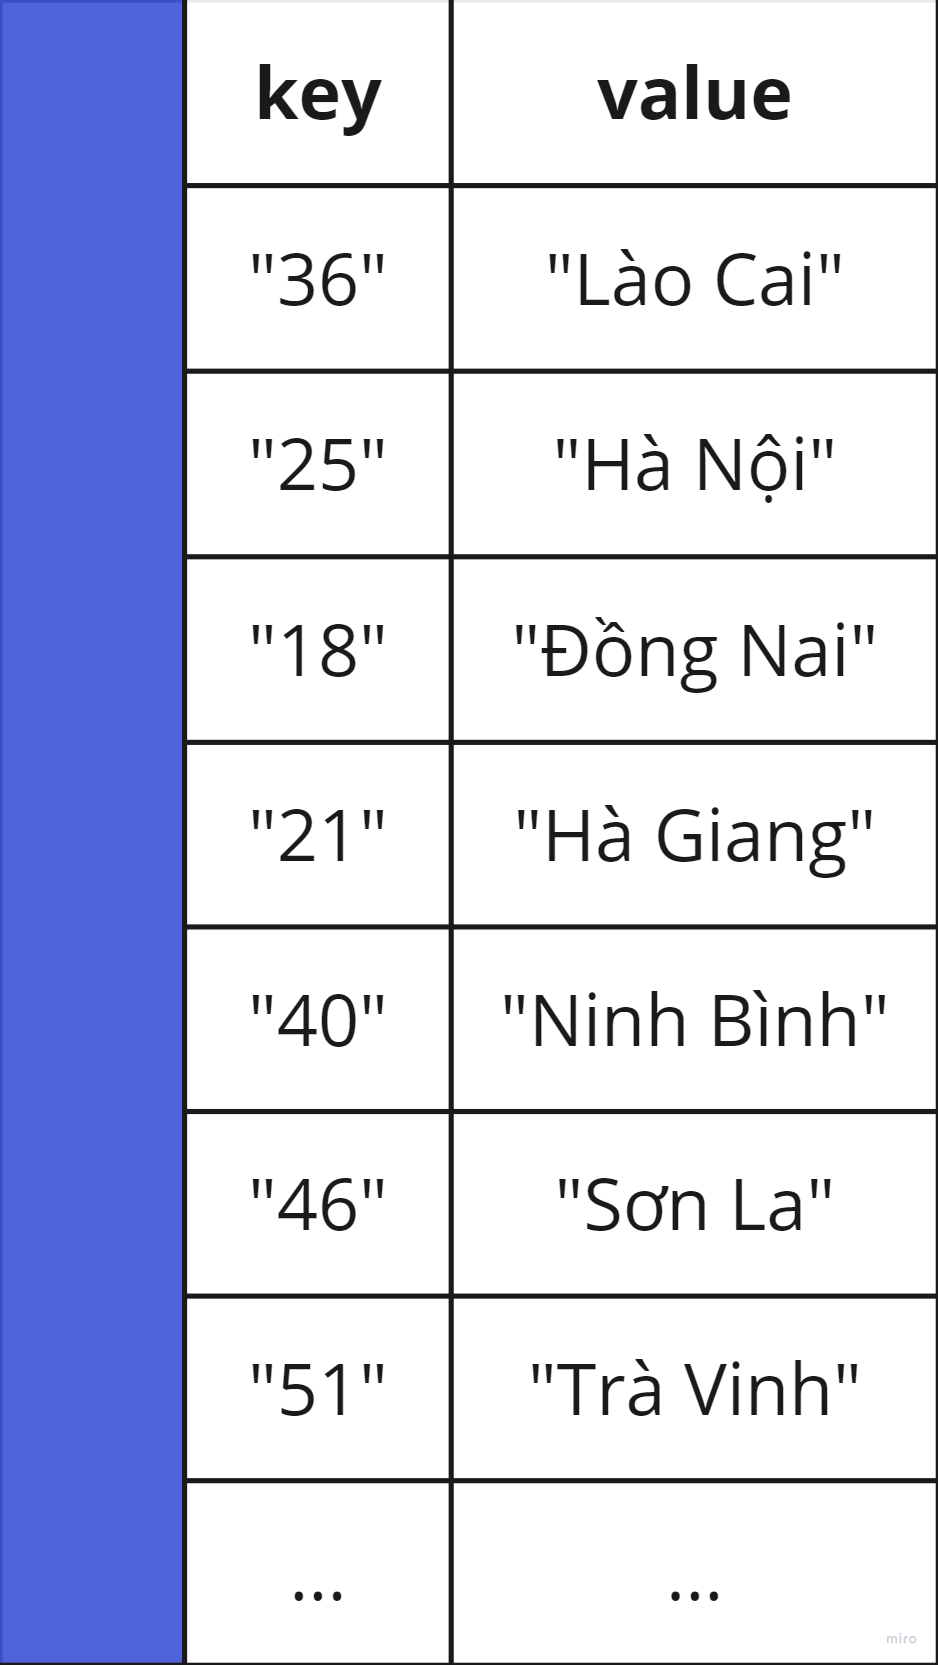 key value
"36" "Lào Cai"
"25" "Hà Nội"
"18" "Đồng Nai"
"21" "Hà Giang"
"40" "Ninh Bình"
"46" "Sơn La"
"51" "Trà Vinh"
... ...
miro